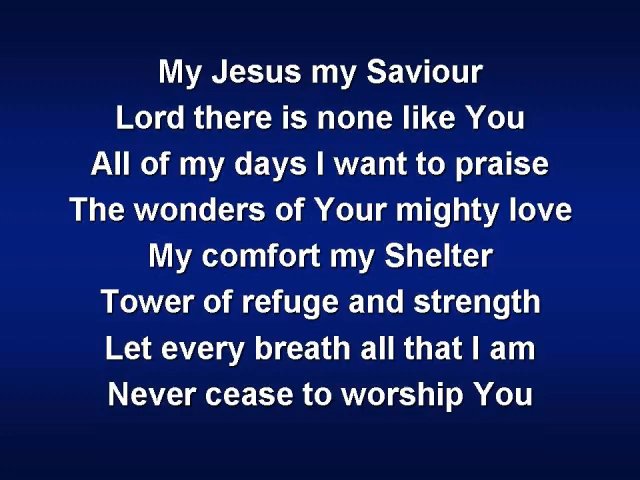 My Jesus my Saviour
Lord there is none like You
All of my days I want to praise
The wonders of Your mighty love
My comfort my Shelter
Tower of refuge and strength
Let every breath all that I am
Never cease to worship You